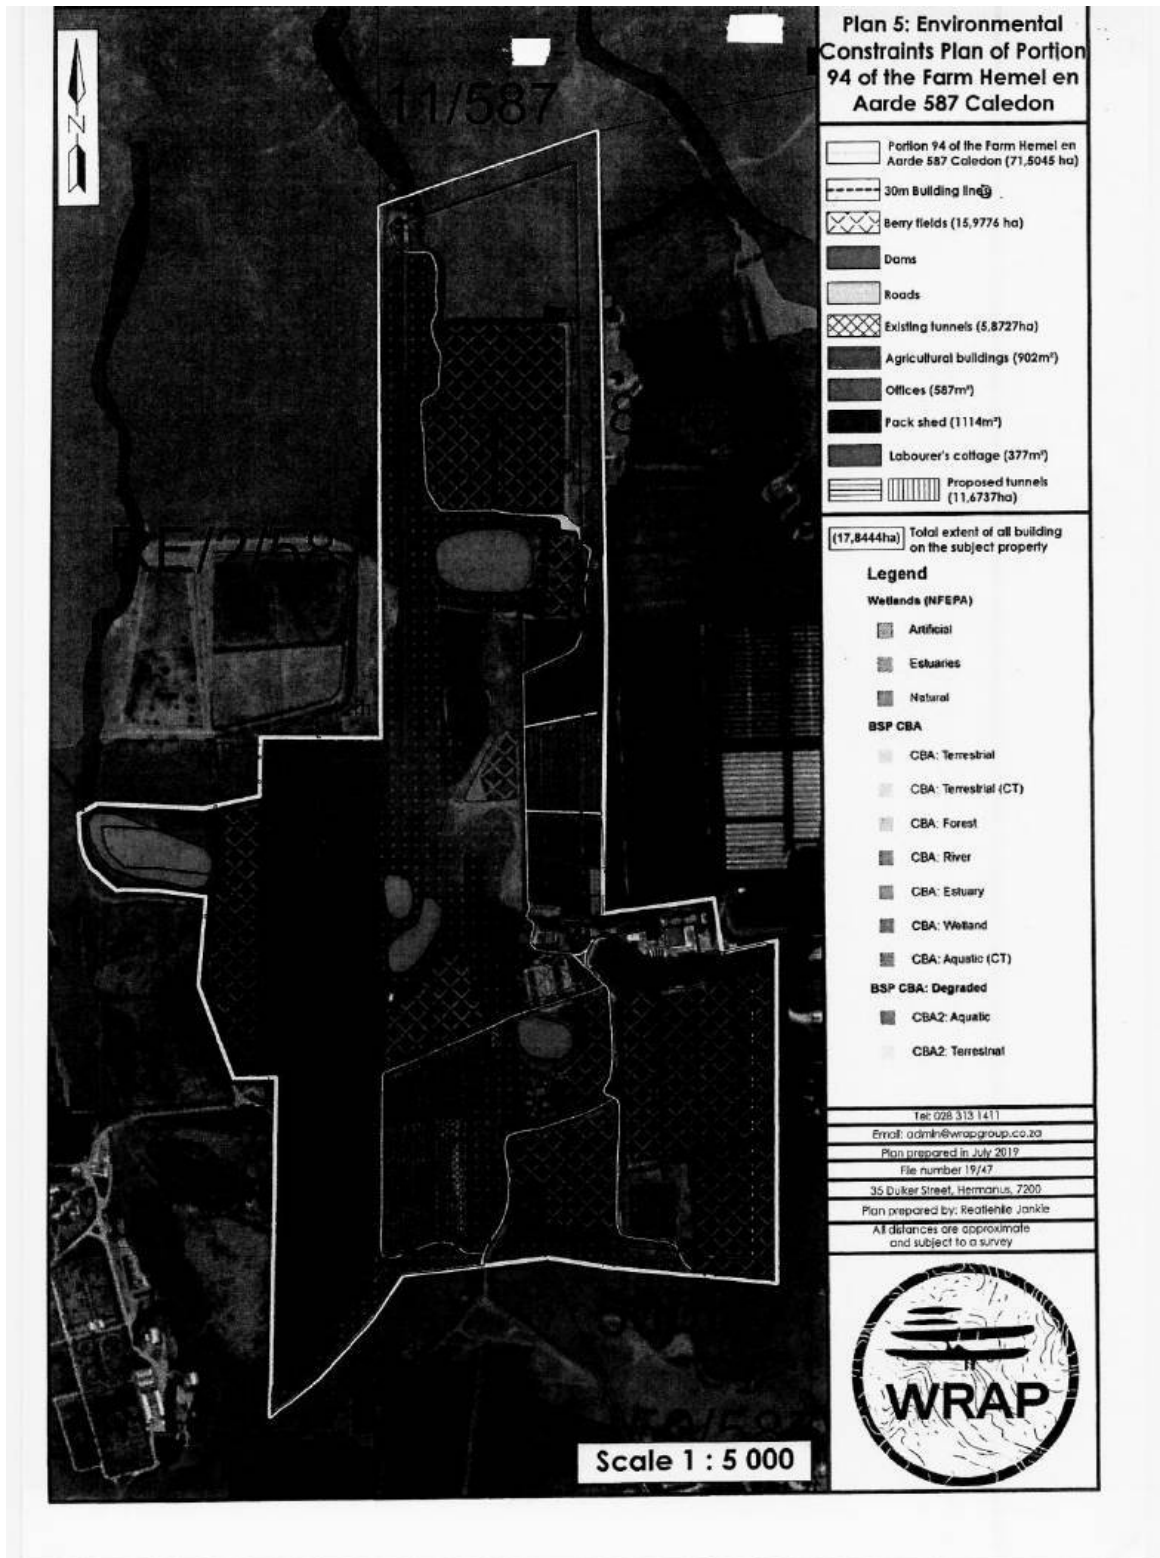 Plan 5: Environmental
Constraints Plan of Portion
94 of the Farm Hemel en
Aarde 587 Caledon
Portion 94 of the Farm Hemel en
Aarde 587 Caledon (71,5045 ha)
30m Building lines
Berry fields (15,9776 ha)
Dams
Roads
Existing tunnels (5,8727ha)
Agricultural buildings (902m²)
Offices (587m²)
Pack shed (1114m²)
Labourer's cottage (377m²)
Proposed tunnels
(11,6737ha)
(17,8444ha) Total extent of all building
on the subject property
Legend
Wetlands (NFEPA)
Artificial
Estuaries
Natural
BSP CBA
CBA: Terrestrial
CBA: Terrestrial (CT)
CBA: Forest
CBA: River
CBA: Estuary
CBA: Wetland
CBA: Aquatic (CT)
BSP CBA: Degraded
CBA2: Aquatic
CBA2: Terrestrial
Tel: 028 313 1411
Email: admin@wrapgroup.co.za
Plan prepared in July 2019
File number 19/47
35 Duiker Street, Hermanus, 7200
Plan prepared by: Reatlehile Jankie
All distances are approximate
and subject to a survey
WRAP
N
11/587
Scale 1 : 5 000